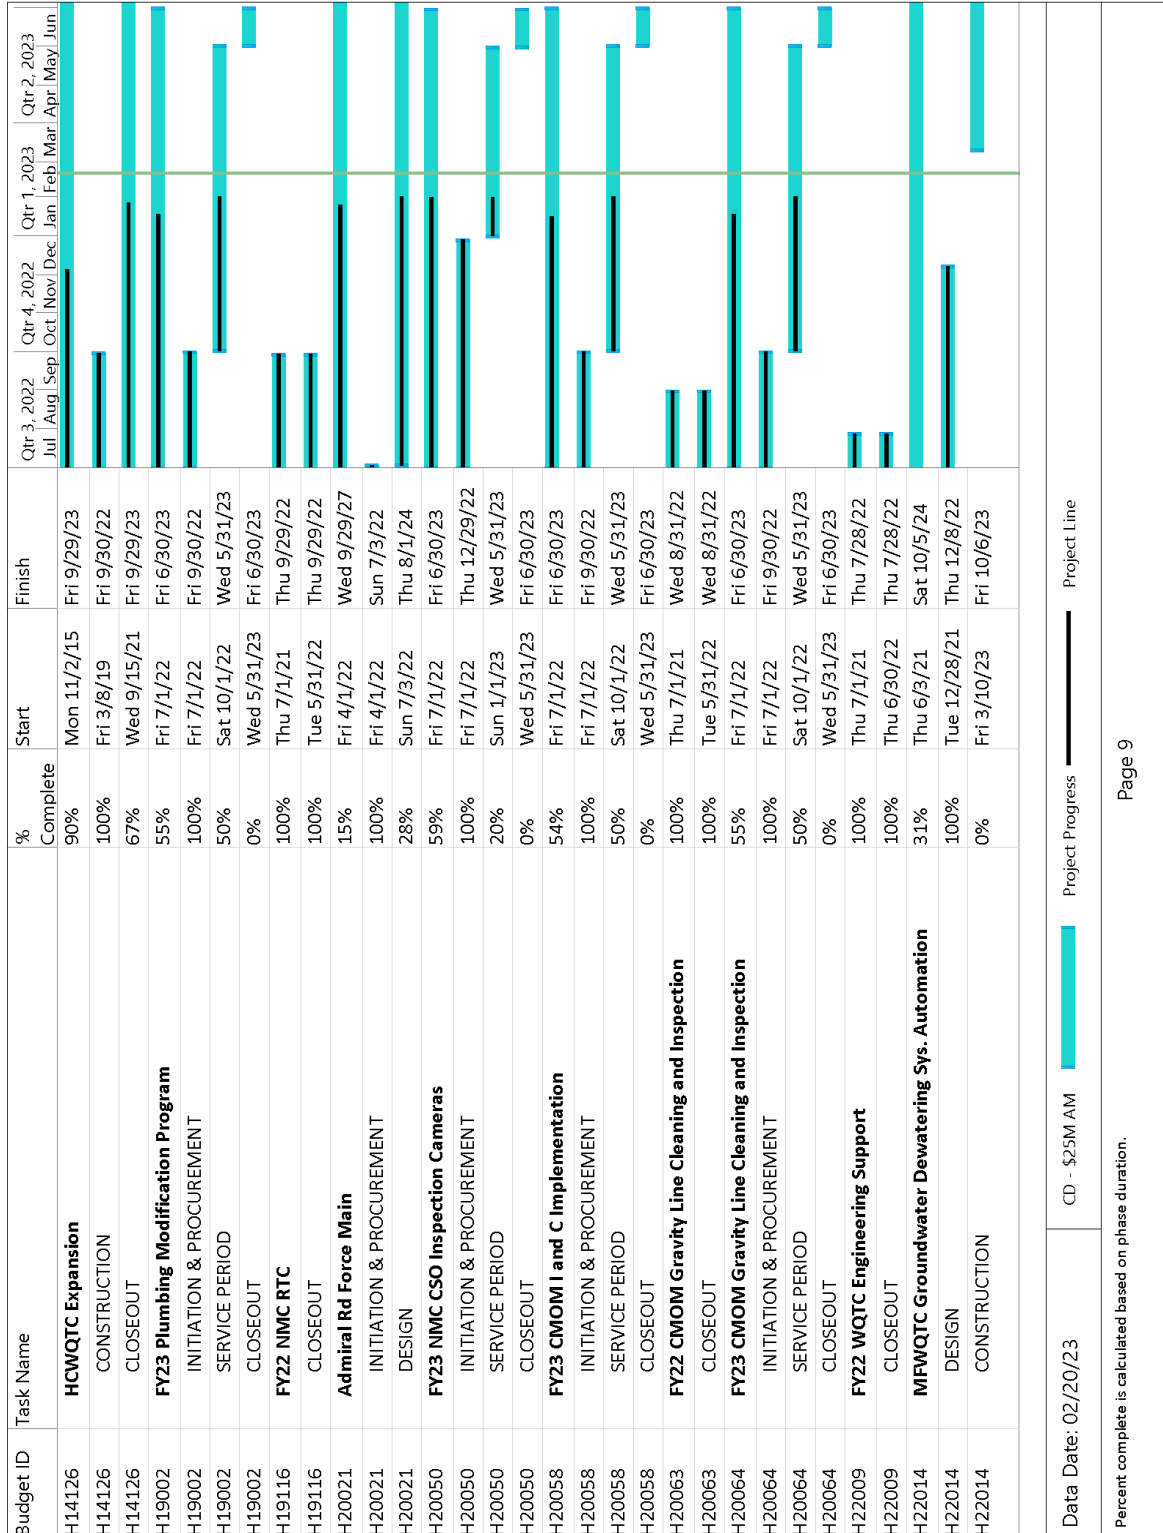 Budget ID Task Name % Complete Start Finish Qtr 3, 2022 Qtr 4, 2022 Qtr 1, 2023 Qtr 2, 2023
Jul Aug Sep Oct Nov Dec Jan Feb Mar Apr May Jun
H14126 HCWQTC Expansion 90% Mon 11/2/15 Fri 9/29/23
H14126 CONSTRUCTION 100% Fri 3/8/19 Fri 9/30/22
H14126 CLOSEOUT 67% Wed 9/15/21 Fri 9/29/23
H19002 FY23 Plumbing Modification Program 55% Fri 7/1/22 Fri 6/30/23
H19002 INITIATION & PROCUREMENT 100% Fri 7/1/22 Fri 9/30/22
H19002 SERVICE PERIOD 50% Sat 10/1/22 Wed 5/31/23
H19002 CLOSEOUT 0% Wed 5/31/23 Fri 6/30/23
H19116 FY22 NMC RTC 100% Thu 7/1/21 Thu 9/29/22
H19116 CLOSEOUT 100% Tue 5/31/22 Thu 9/29/22
H20021 Admiral Rd Force Main 15% Fri 4/1/22 Wed 9/29/27
H20021 INITIATION & PROCUREMENT 100% Fri 4/1/22 Sun 7/3/22
H20021 DESIGN 28% Sun 7/3/22 Thu 8/1/24
H20050 FY23 NMC CSO Inspection Cameras 59% Fri 7/1/22 Fri 6/30/23
H20050 INITIATION & PROCUREMENT 100% Fri 7/1/22 Thu 12/29/22
H20050 SERVICE PERIOD 20% Sun 1/1/23 Wed 5/31/23
H20050 CLOSEOUT 0% Wed 5/31/23 Fri 6/30/23
H20058 FY23 CMOM I and C Implementation 54% Fri 7/1/22 Fri 6/30/23
H20058 INITIATION & PROCUREMENT 100% Fri 7/1/22 Fri 9/30/22
H20058 SERVICE PERIOD 50% Sat 10/1/22 Wed 5/31/23
H20058 CLOSEOUT 0% Wed 5/31/23 Fri 6/30/23
H20063 FY22 CMOM Gravity Line Cleaning and Inspection 100% Thu 7/1/21 Wed 8/31/22
H20063 CLOSEOUT 100% Tue 5/31/22 Wed 8/31/22
H20064 FY23 CMOM Gravity Line Cleaning and Inspection 55% Fri 7/1/22 Fri 6/30/23
H20064 INITIATION & PROCUREMENT 100% Fri 7/1/22 Fri 9/30/22
H20064 SERVICE PERIOD 50% Sat 10/1/22 Wed 5/31/23
H20064 CLOSEOUT 0% Wed 5/31/23 Fri 6/30/23
H22009 FY22 WQTC Engineering Support 100% Thu 7/1/21 Thu 7/28/22
H22009 CLOSEOUT 100% Thu 6/30/22 Thu 7/28/22
H22014 MFWQTC Groundwater Dewatering Sys. Automation 31% Thu 6/3/21 Sat 10/5/24
H22014 DESIGN 100% Tue 12/28/21 Thu 12/8/22
H22014 CONSTRUCTION 0% Fri 3/10/23 Fri 10/6/23
Data Date: 02/20/23 CD - $25M AM Project Progress Project Line
Percent complete is calculated based on phase duration.
Page 9